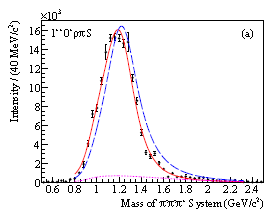 ×10³
1⁺⁺0⁺ρπS
(a)
Intensity / (40 MeV/c²)
16
14
12
10
8
6
4
2
0
0.6 0.8 1 1.2 1.4 1.6 1.8 2 2.2 2.4
Mass of π⁻π⁻π⁺ System (GeV/c²)